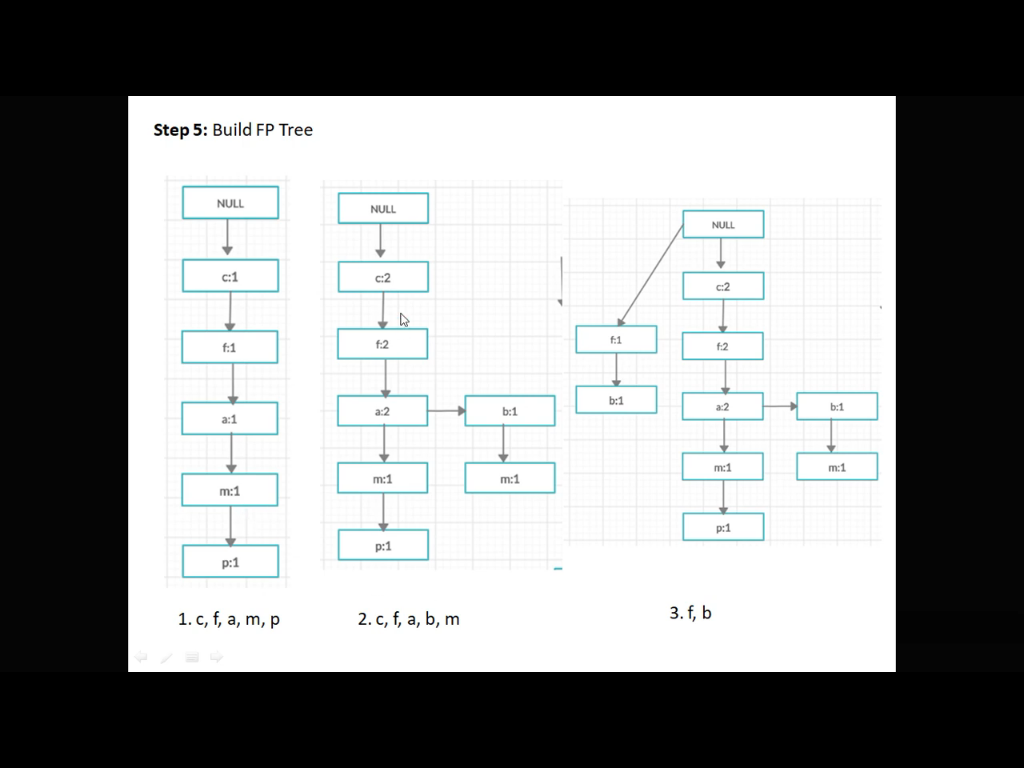 Step 5: Build FP Tree
NULL
c:1
f:1
a:1
m:1
p:1
1. c, f, a, m, p
NULL
c:2
f:2
a:2
b:1
m:1
m:1
p:1
2. c, f, a, b, m
NULL
c:2
f:1
f:2
b:1
a:2
b:1
m:1
m:1
p:1
3. f, b